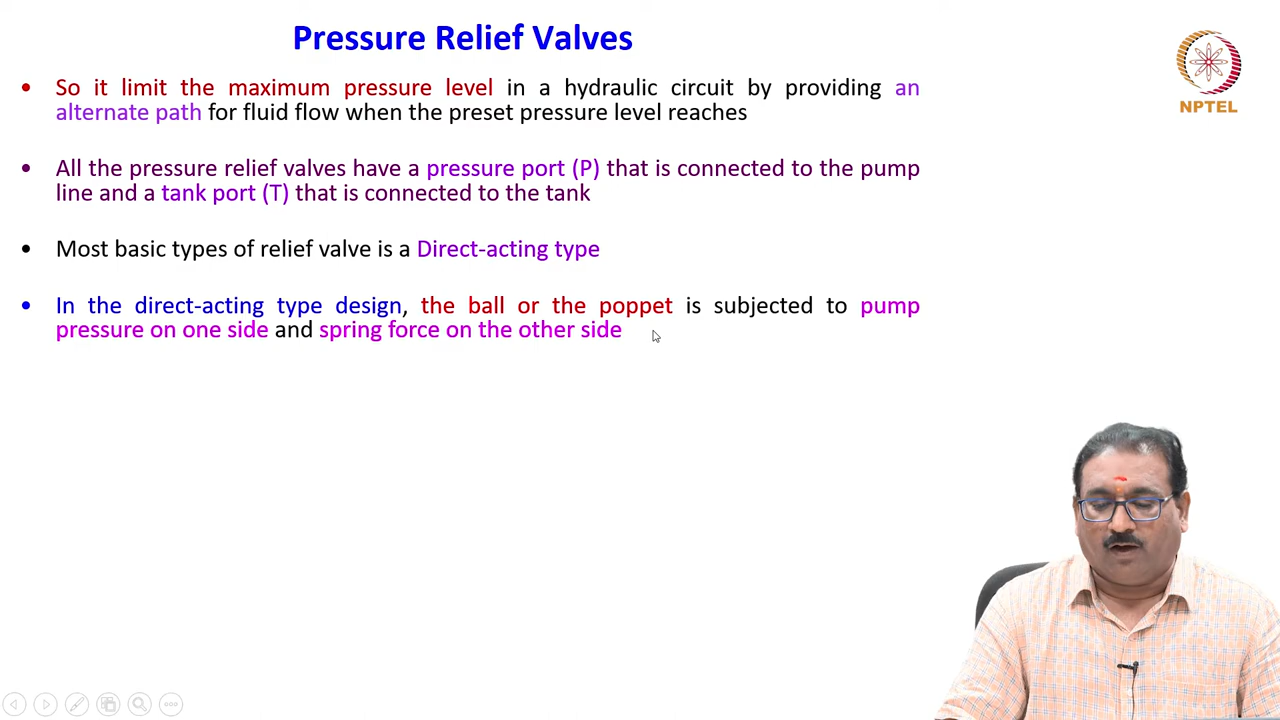 Pressure Relief Valves
NPTEL
• So it limit the maximum pressure level in a hydraulic circuit by providing an
alternate path for fluid flow when the preset pressure level reaches
• All the pressure relief valves have a pressure port (P) that is connected to the pump
line and a tank port (T) that is connected to the tank
• Most basic types of relief valve is a Direct-acting type
• In the direct-acting type design, the ball or the poppet is subjected to pump
pressure on one side and spring force on the other side